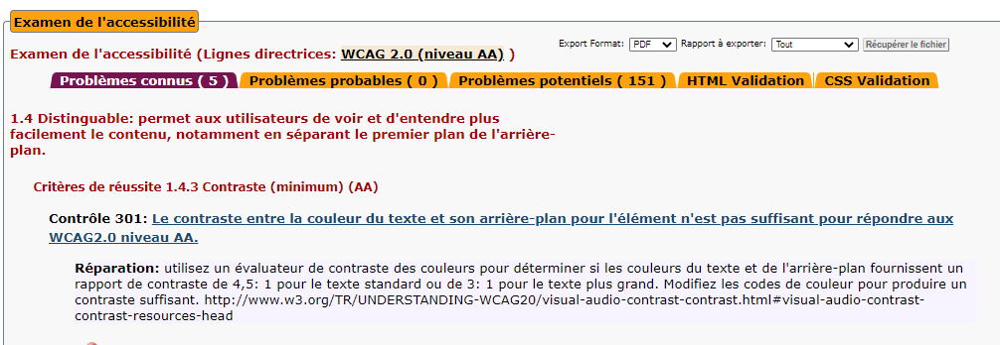 Examen de l'accessibilité
Examen de l'accessibilité (Lignes directrices: WCAG 2.0 (niveau AA) )
Export Format: PDF Rapport à exporter: Tout Récupérer le fichier
Problèmes connus ( 5 ) Problèmes probables ( 0 ) Problèmes potentiels ( 151 ) HTML Validation CSS Validation
1.4 Distinguable: permet aux utilisateurs de voir et d'entendre plus
facilement le contenu, notamment en séparant le premier plan de l'arrière-
plan.
Critères de réussite 1.4.3 Contraste (minimum) (AA)
Contrôle 301: Le contraste entre la couleur du texte et son arrière-plan pour l'élément n'est pas suffisant pour répondre aux
WCAG2.0 niveau AA.
Réparation: utilisez un évaluateur de contraste des couleurs pour déterminer si les couleurs du texte et de l'arrière-plan fournissent un
rapport de contraste de 4,5: 1 pour le texte standard ou de 3: 1 pour le texte plus grand. Modifiez les codes de couleur pour produire un
contraste suffisant. http://www.w3.org/TR/UNDERSTANDING-WCAG20/visual-audio-contrast-contrast.html#visual-audio-contrast-
contrast-resources-head